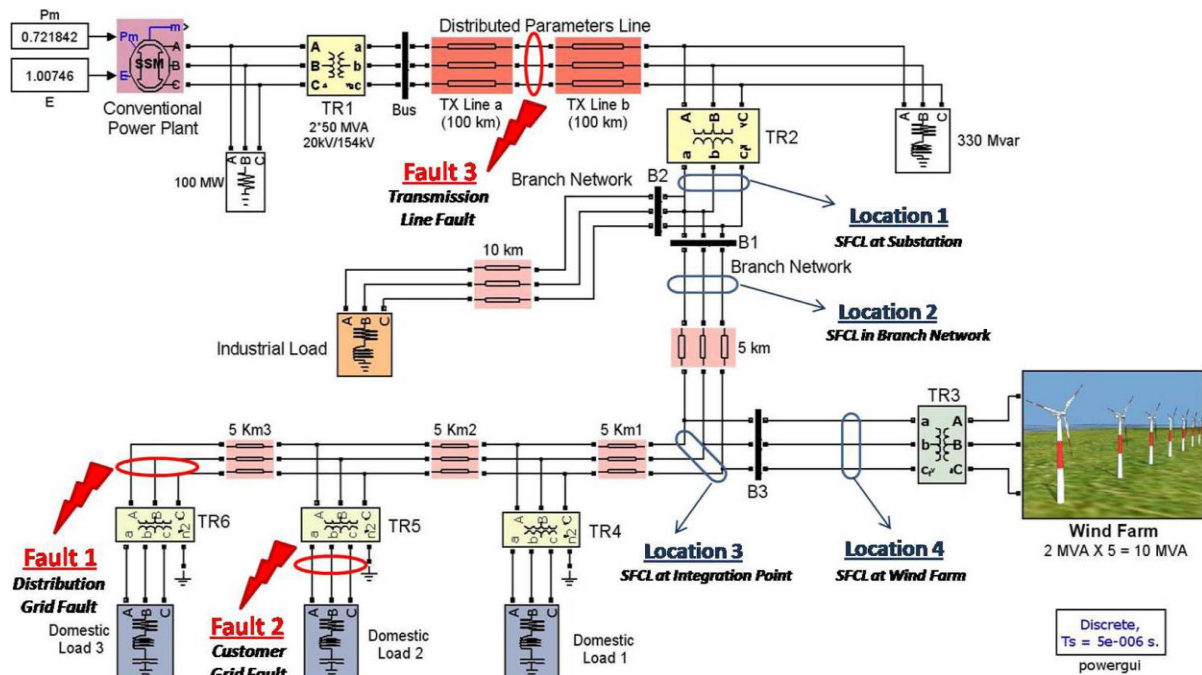 Pm
0.721842
1.00746
E
Pm
m
E
SSM
A
B
C
Conventional
Power Plant
A B C
100 MW
A a
B b
C c
TR1
2*50 MVA
20kV/154kV
Bus
Distributed Parameters Line
TX Line a
(100 km)
TX Line b
(100 km)
Fault 3
Transmission
Line Fault
A B C
a b c
TR2
A B C
330 Mvar
Branch Network
B2
Location 1
SFCL at Substation
B1
Branch Network
10 km
A B C
Industrial Load
Location 2
SFCL in Branch Network
5 km
5 Km3
5 Km2
5 Km1
B3
TR3
a A
b B
c C
Wind Farm
2 MVA X 5 = 10 MVA
A B C
a b c n2
TR6
A B C
a b c n2
TR5
A B C
a b c n2
TR4
Location 3
SFCL at Integration Point
Location 4
SFCL at Wind Farm
Fault 1
Distribution
Grid Fault
Fault 2
Customer
Grid Fault
A B C
Domestic
Load 3
A B C
Domestic
Load 2
A B C
Domestic
Load 1
Discrete,
Ts = 5e-006 s.
powergui